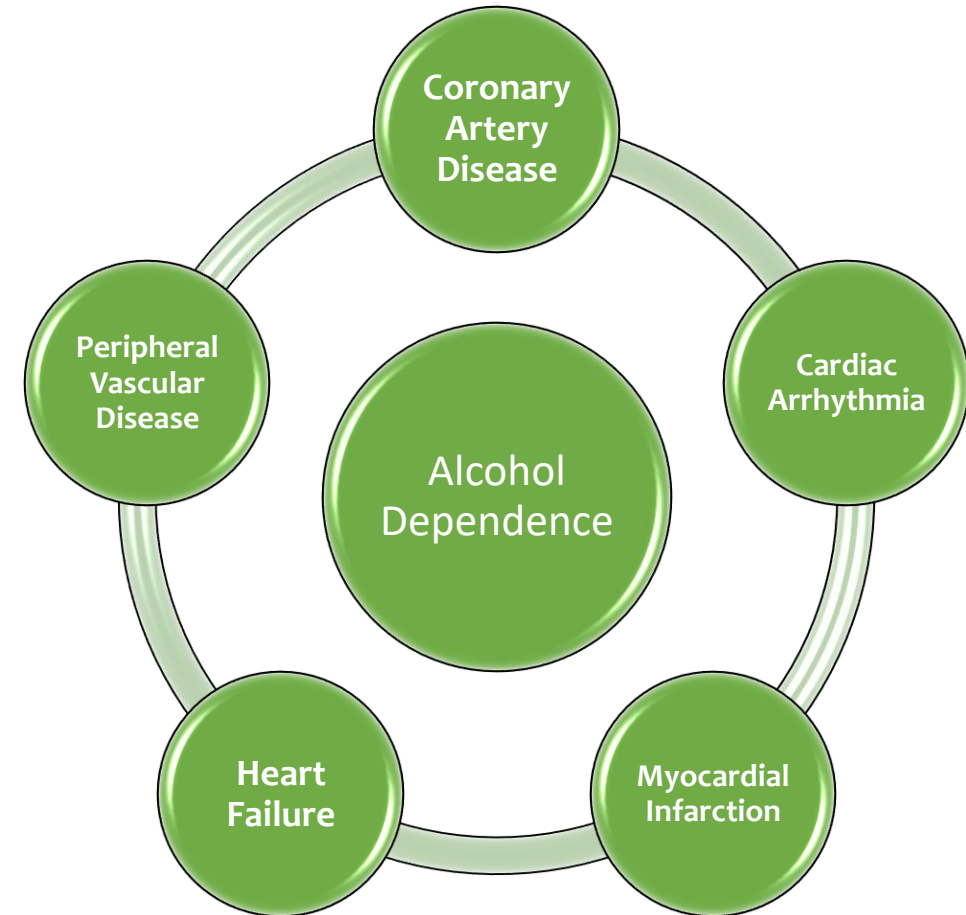 Coronary
Artery
Disease
Cardiac
Arrhythmia
Myocardial
Infarction
Heart
Failure
Peripheral
Vascular
Disease
Alcohol
Dependence